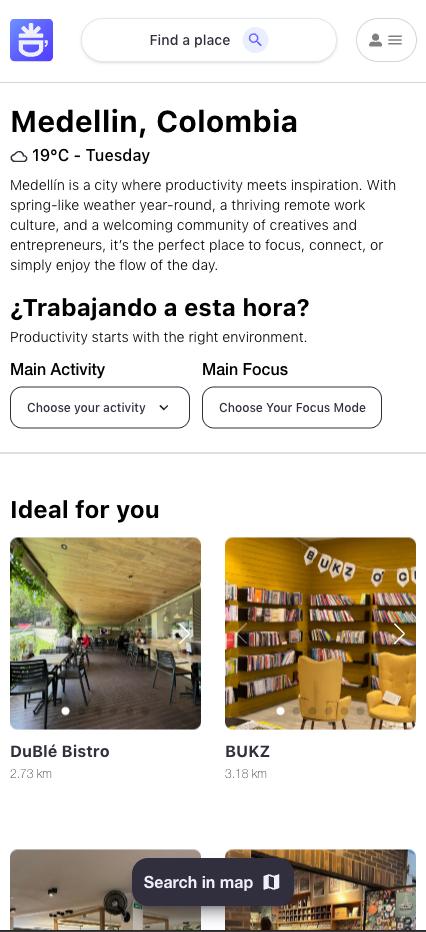 Find a place
Medellin, Colombia
19°C - Tuesday
Medellín is a city where productivity meets inspiration. With
spring-like weather year-round, a thriving remote work
culture, and a welcoming community of creatives and
entrepreneurs, it’s the perfect place to focus, connect, or
simply enjoy the flow of the day.
¿Trabajando a esta hora?
Productivity starts with the right environment.
Main Activity
Main Focus
Choose your activity
Choose Your Focus Mode
Ideal for you
BUKZ O' CL
DuBlé Bistro
BUKZ
2.73 km
3.18 km
Search in map